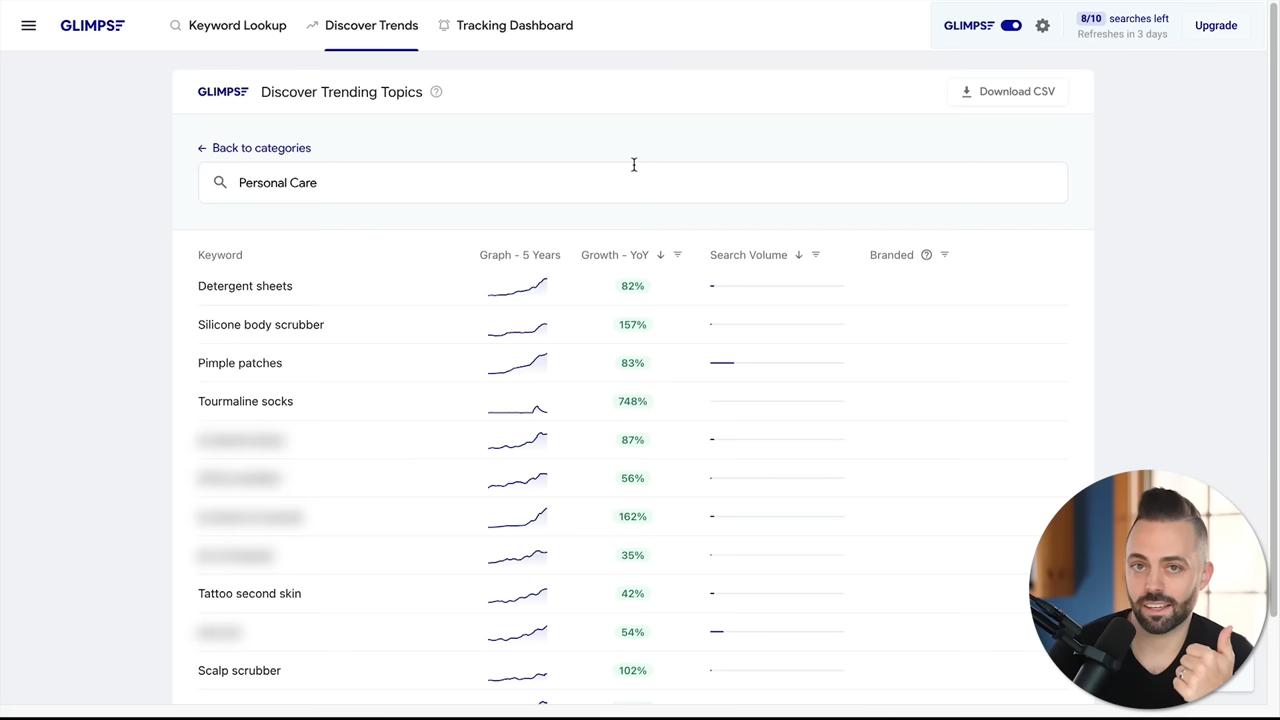 GLIMPSE
Keyword Lookup
Discover Trends
Tracking Dashboard
GLIMPSE
8/10 searches left
Refreshes in 3 days
Upgrade
GLIMPSE
Discover Trending Topics
Download CSV
← Back to categories
Personal Care
Keyword
Graph - 5 Years
Growth - YoY
Search Volume
Branded
Detergent sheets
82%
Silicone body scrubber
157%
Pimple patches
83%
Tourmaline socks
748%
87%
56%
162%
35%
Tattoo second skin
42%
54%
Scalp scrubber
102%